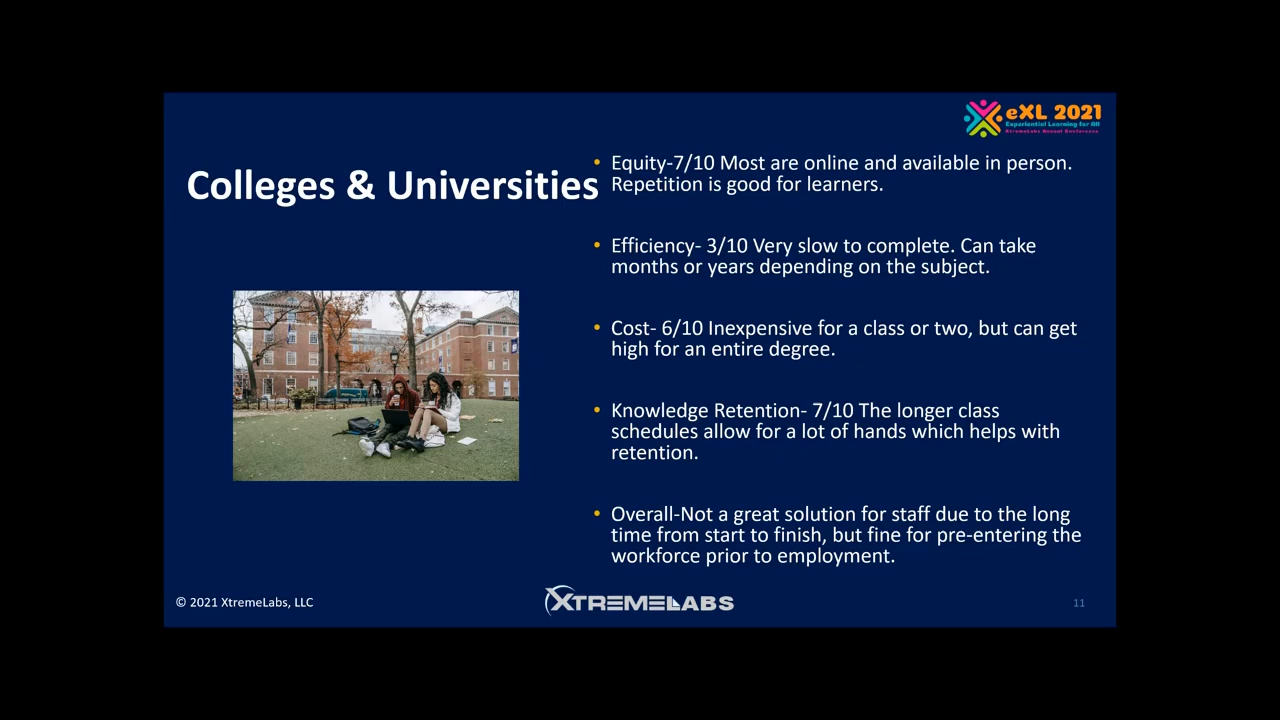 eXL 2021
Experiential Learning for All
XtremeLabs Annual Conference
Colleges & Universities
• Equity-7/10 Most are online and available in person.
Repetition is good for learners.
• Efficiency- 3/10 Very slow to complete. Can take
months or years depending on the subject.
• Cost- 6/10 Inexpensive for a class or two, but can get
high for an entire degree.
• Knowledge Retention- 7/10 The longer class
schedules allow for a lot of hands which helps with
retention.
• Overall-Not a great solution for staff due to the long
time from start to finish, but fine for pre-entering the
workforce prior to employment.
© 2021 XtremeLabs, LLC
XTREMELABS
11